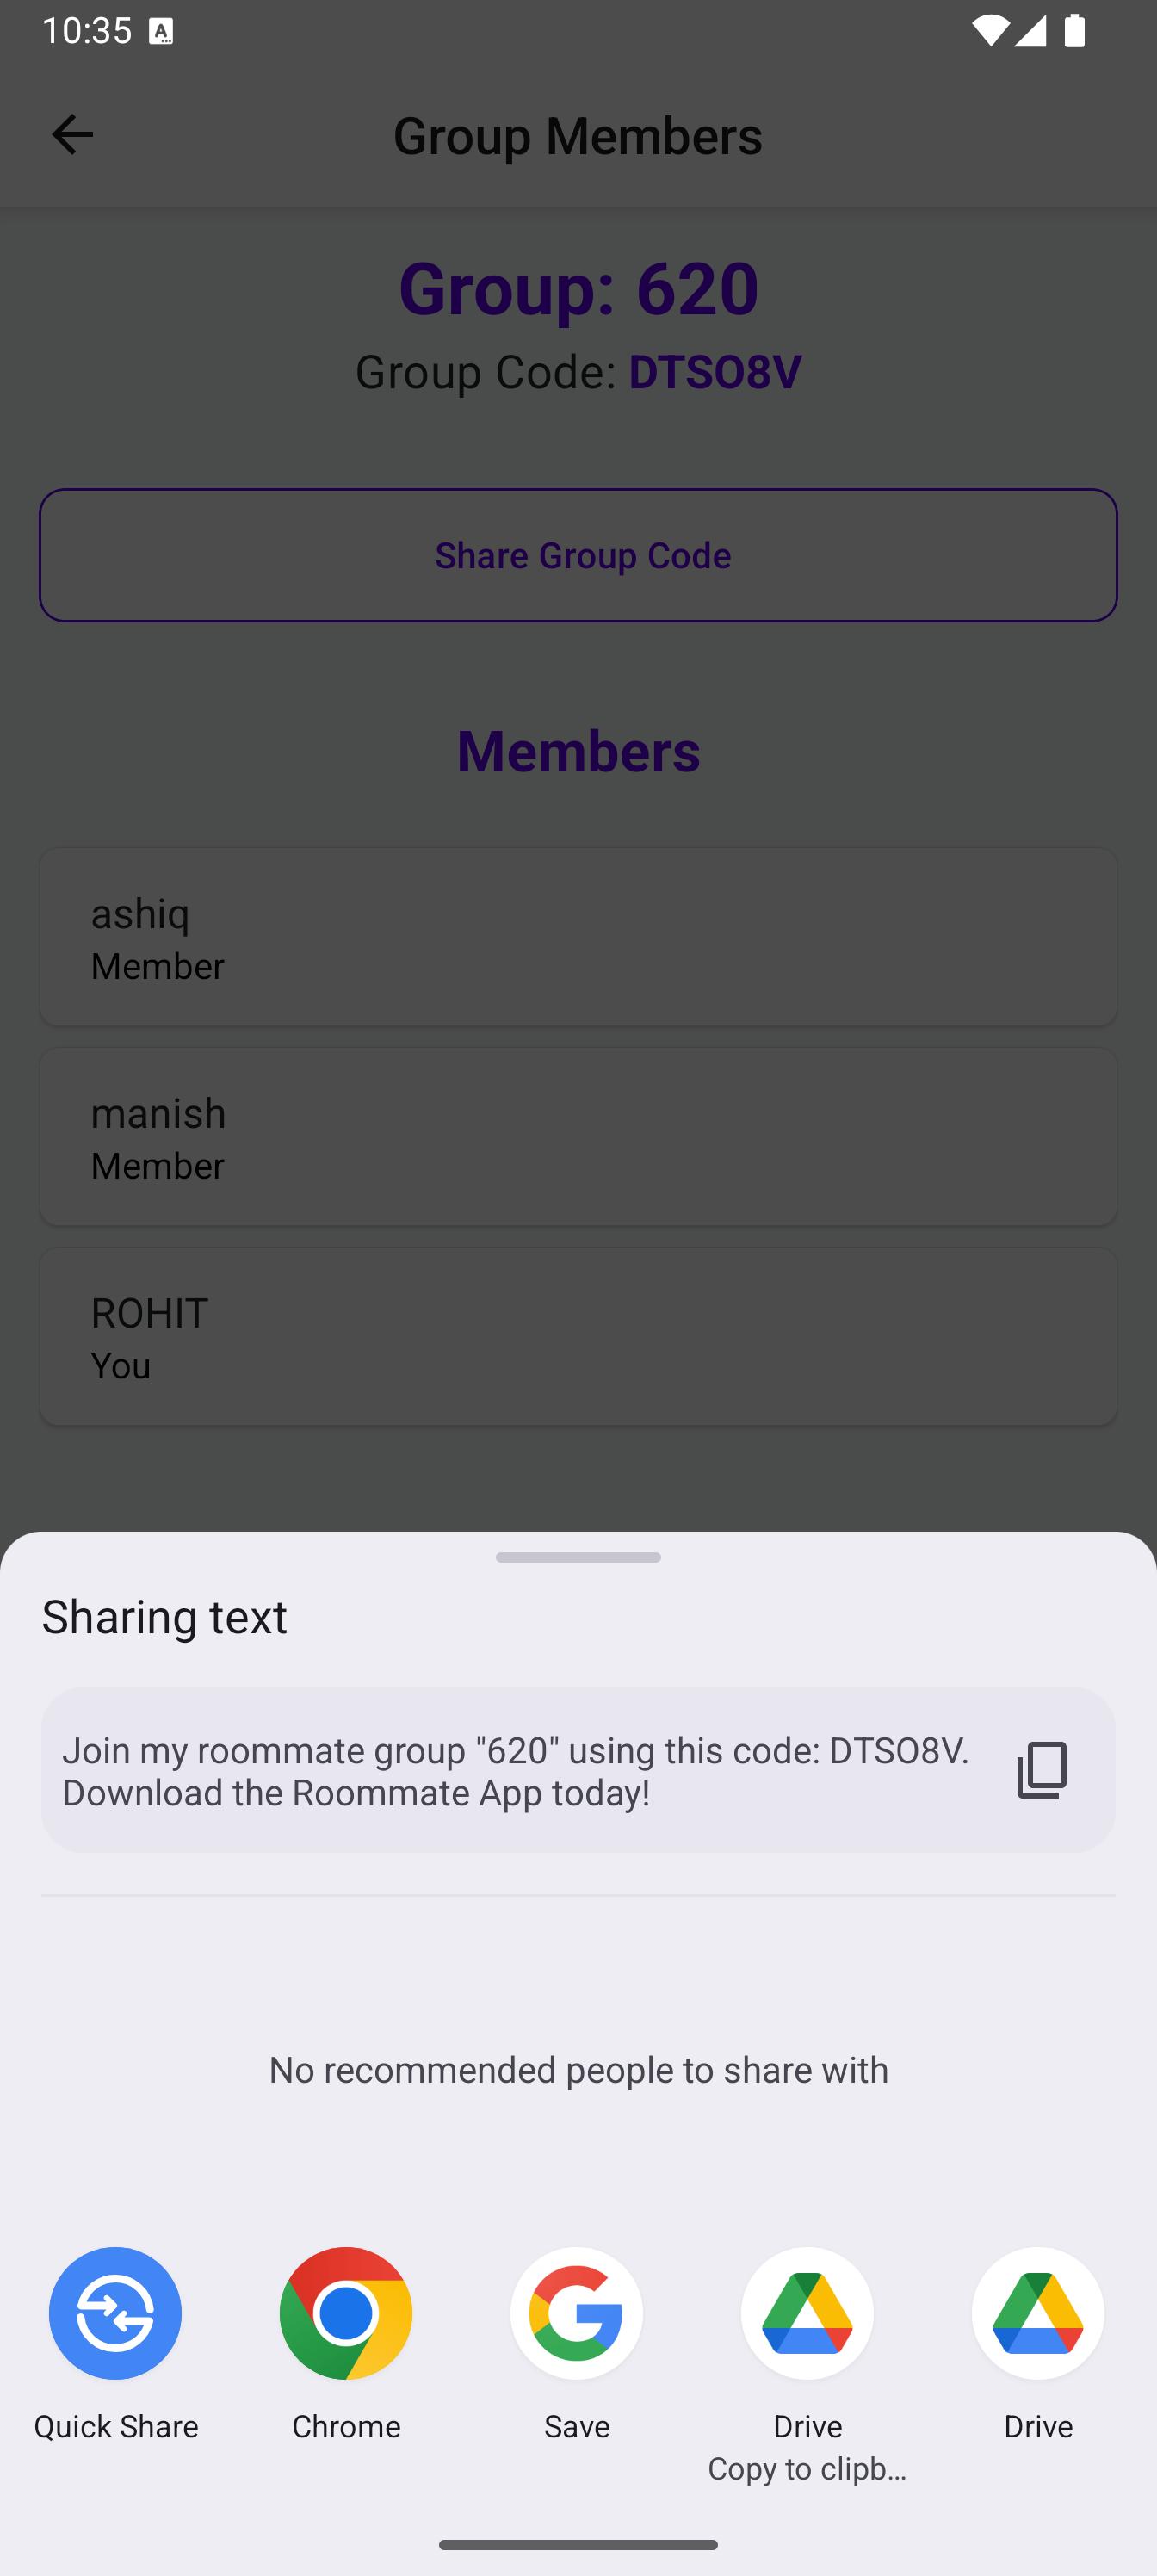 10:35
Group Members
Group: 620
Group Code: DTSO8V
Share Group Code
Members
ashiq
Member
manish
Member
ROHIT
You
Sharing text
Join my roommate group "620" using this code: DTSO8V.
Download the Roommate App today!
No recommended people to share with
Quick Share
Chrome
Save
Drive
Copy to clipb...
Drive